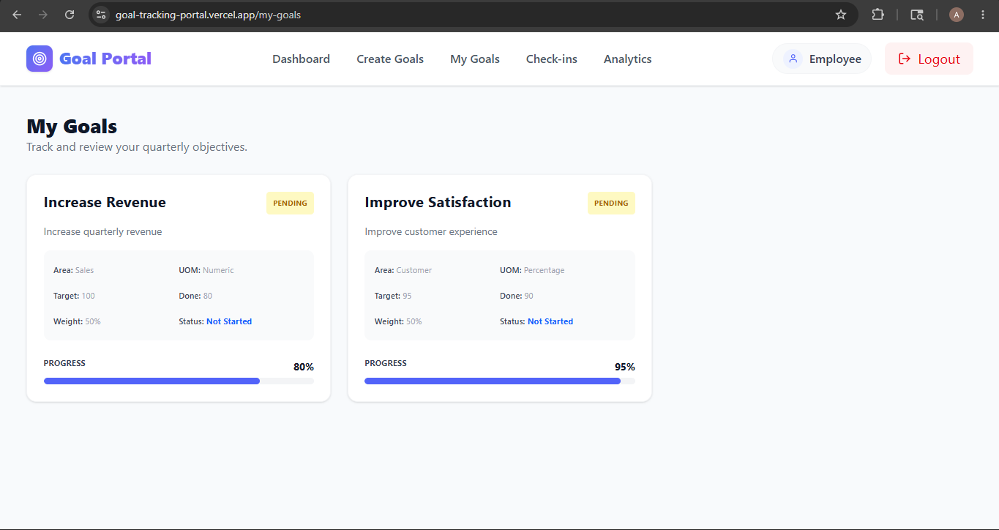 goal-tracking-portal.vercel.app/my-goals
A
Goal Portal
Dashboard
Create Goals
My Goals
Check-ins
Analytics
Employee
Logout
My Goals
Track and review your quarterly objectives.
Increase Revenue
PENDING
Increase quarterly revenue
Area: Sales
UOM: Numeric
Target: 100
Done: 80
Weight: 50%
Status: Not Started
PROGRESS
80%
Improve Satisfaction
PENDING
Improve customer experience
Area: Customer
UOM: Percentage
Target: 95
Done: 90
Weight: 50%
Status: Not Started
PROGRESS
95%